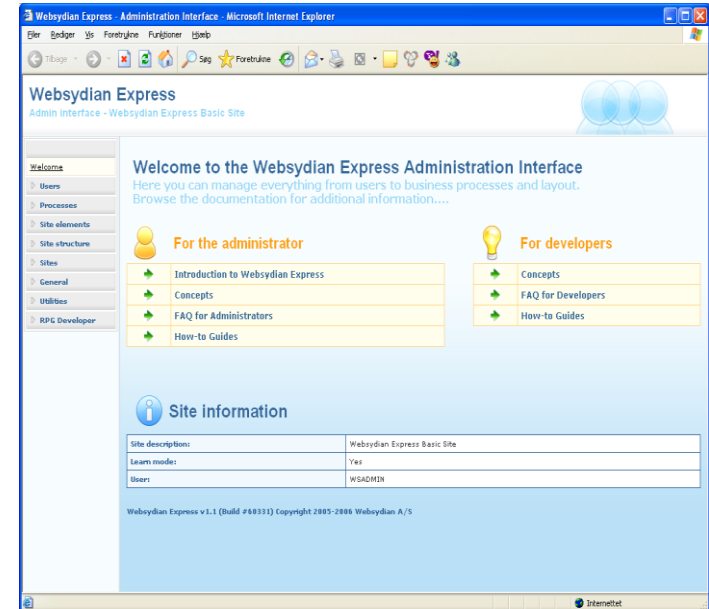 Websydian Express - Administration Interface - Microsoft Internet Explorer
Filer Rediger Vis Foretrukne Funktioner Hjælp
Tilbage Søg Foretrukne
Websydian Express
Admin interface - Websydian Express Basic Site
Welcome
Users
Processes
Site elements
Site structure
Sites
General
Utilities
RPG Developer
Welcome to the Websydian Express Administration Interface
Here you can manage everything from users to business processes and layout.
Browse the documentation for additional information....
For the administrator
Introduction to Websydian Express
Concepts
FAQ for Administrators
How-to Guides
For developers
Concepts
FAQ for Developers
How-to Guides
Site information
Site description: Websydian Express Basic Site
Learn mode: Yes
User: WSADMIN
Websydian Express v1.1 (Build #60331) Copyright 2005-2006 Websydian A/S
Internettet